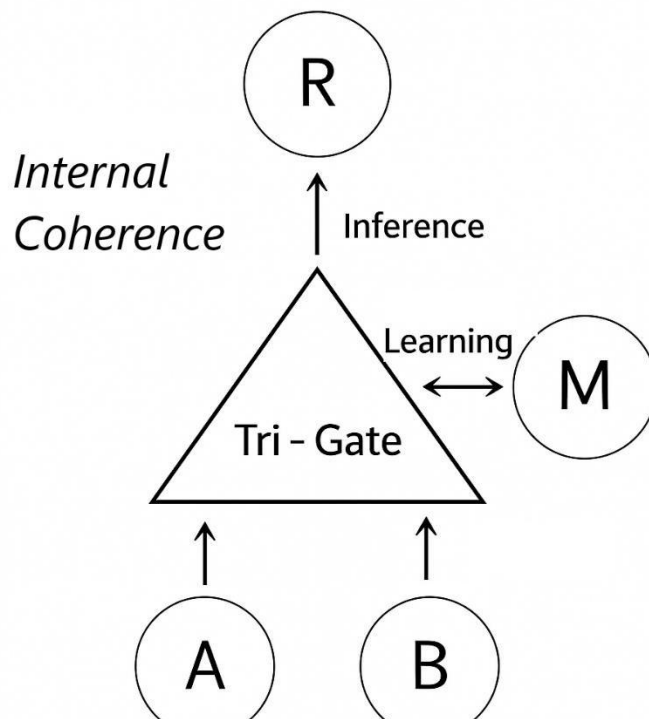 R
Internal
Coherence
Inference
Learning
M
Tri - Gate
A
B